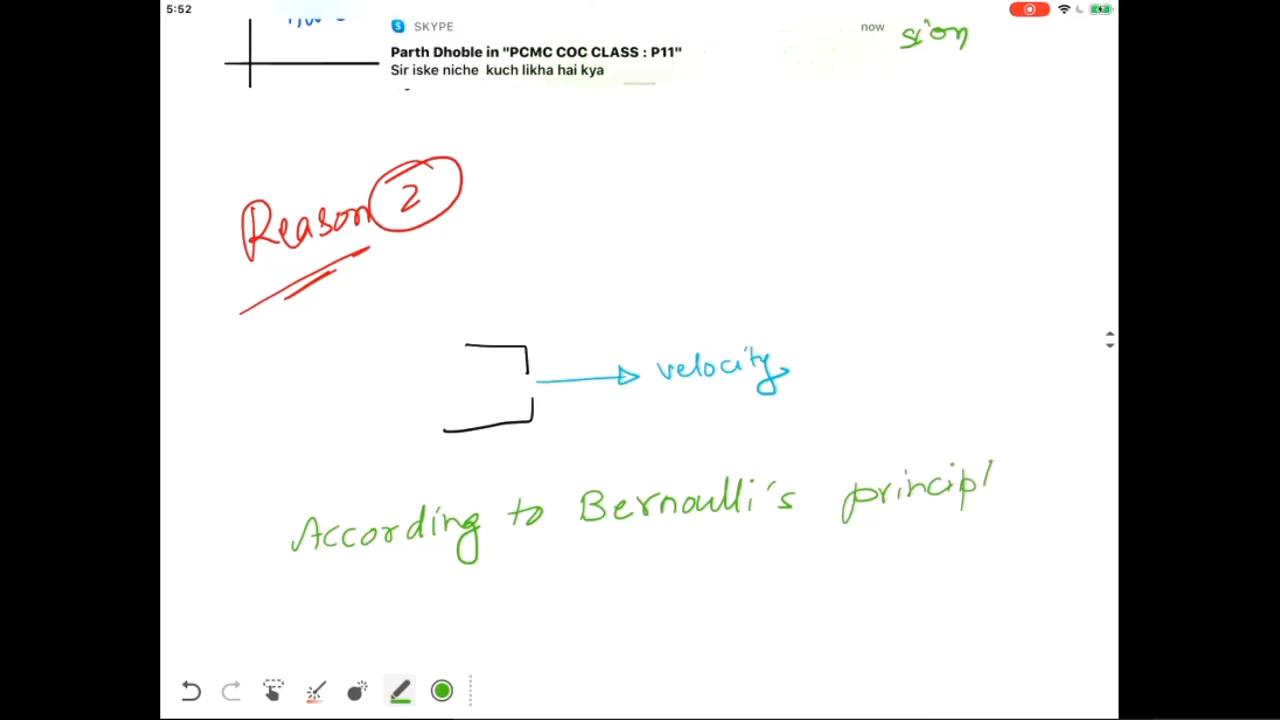 5:52
SKYPE
now
sion
Parth Dhoble in "PCMC COC CLASS : P11"
Sir iske niche kuch likha hai kya
Reason 2
velocity
According to Bernoulli's principl